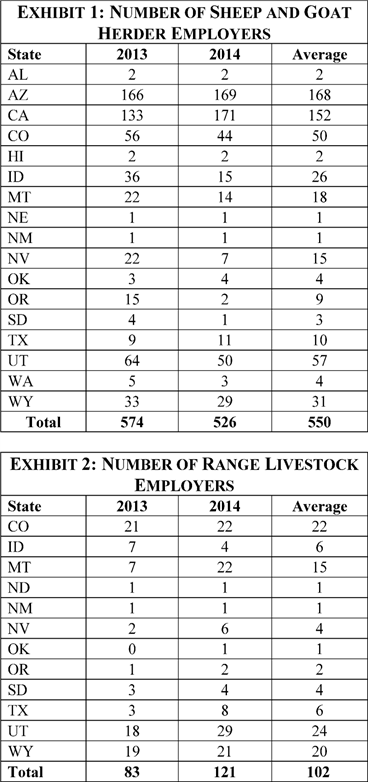 EXHIBIT 1: NUMBER OF SHEEP AND GOAT
HERDER EMPLOYERS
State 2013 2014 Average
AL 2 2 2
AZ 166 169 168
CA 133 171 152
CO 56 44 50
HI 2 2 2
ID 36 15 26
MT 22 14 18
NE 1 1 1
NM 1 1 1
NV 22 7 15
OK 3 4 4
OR 15 2 9
SD 4 1 3
TX 9 11 10
UT 64 50 57
WA 5 3 4
WY 33 29 31
Total 574 526 550
EXHIBIT 2: NUMBER OF RANGE LIVESTOCK
EMPLOYERS
State 2013 2014 Average
CO 21 22 22
ID 7 4 6
MT 7 22 15
ND 1 1 1
NM 1 1 1
NV 2 6 4
OK 0 1 1
OR 1 2 2
SD 3 4 4
TX 3 8 6
UT 18 29 24
WY 19 21 20
Total 83 121 102